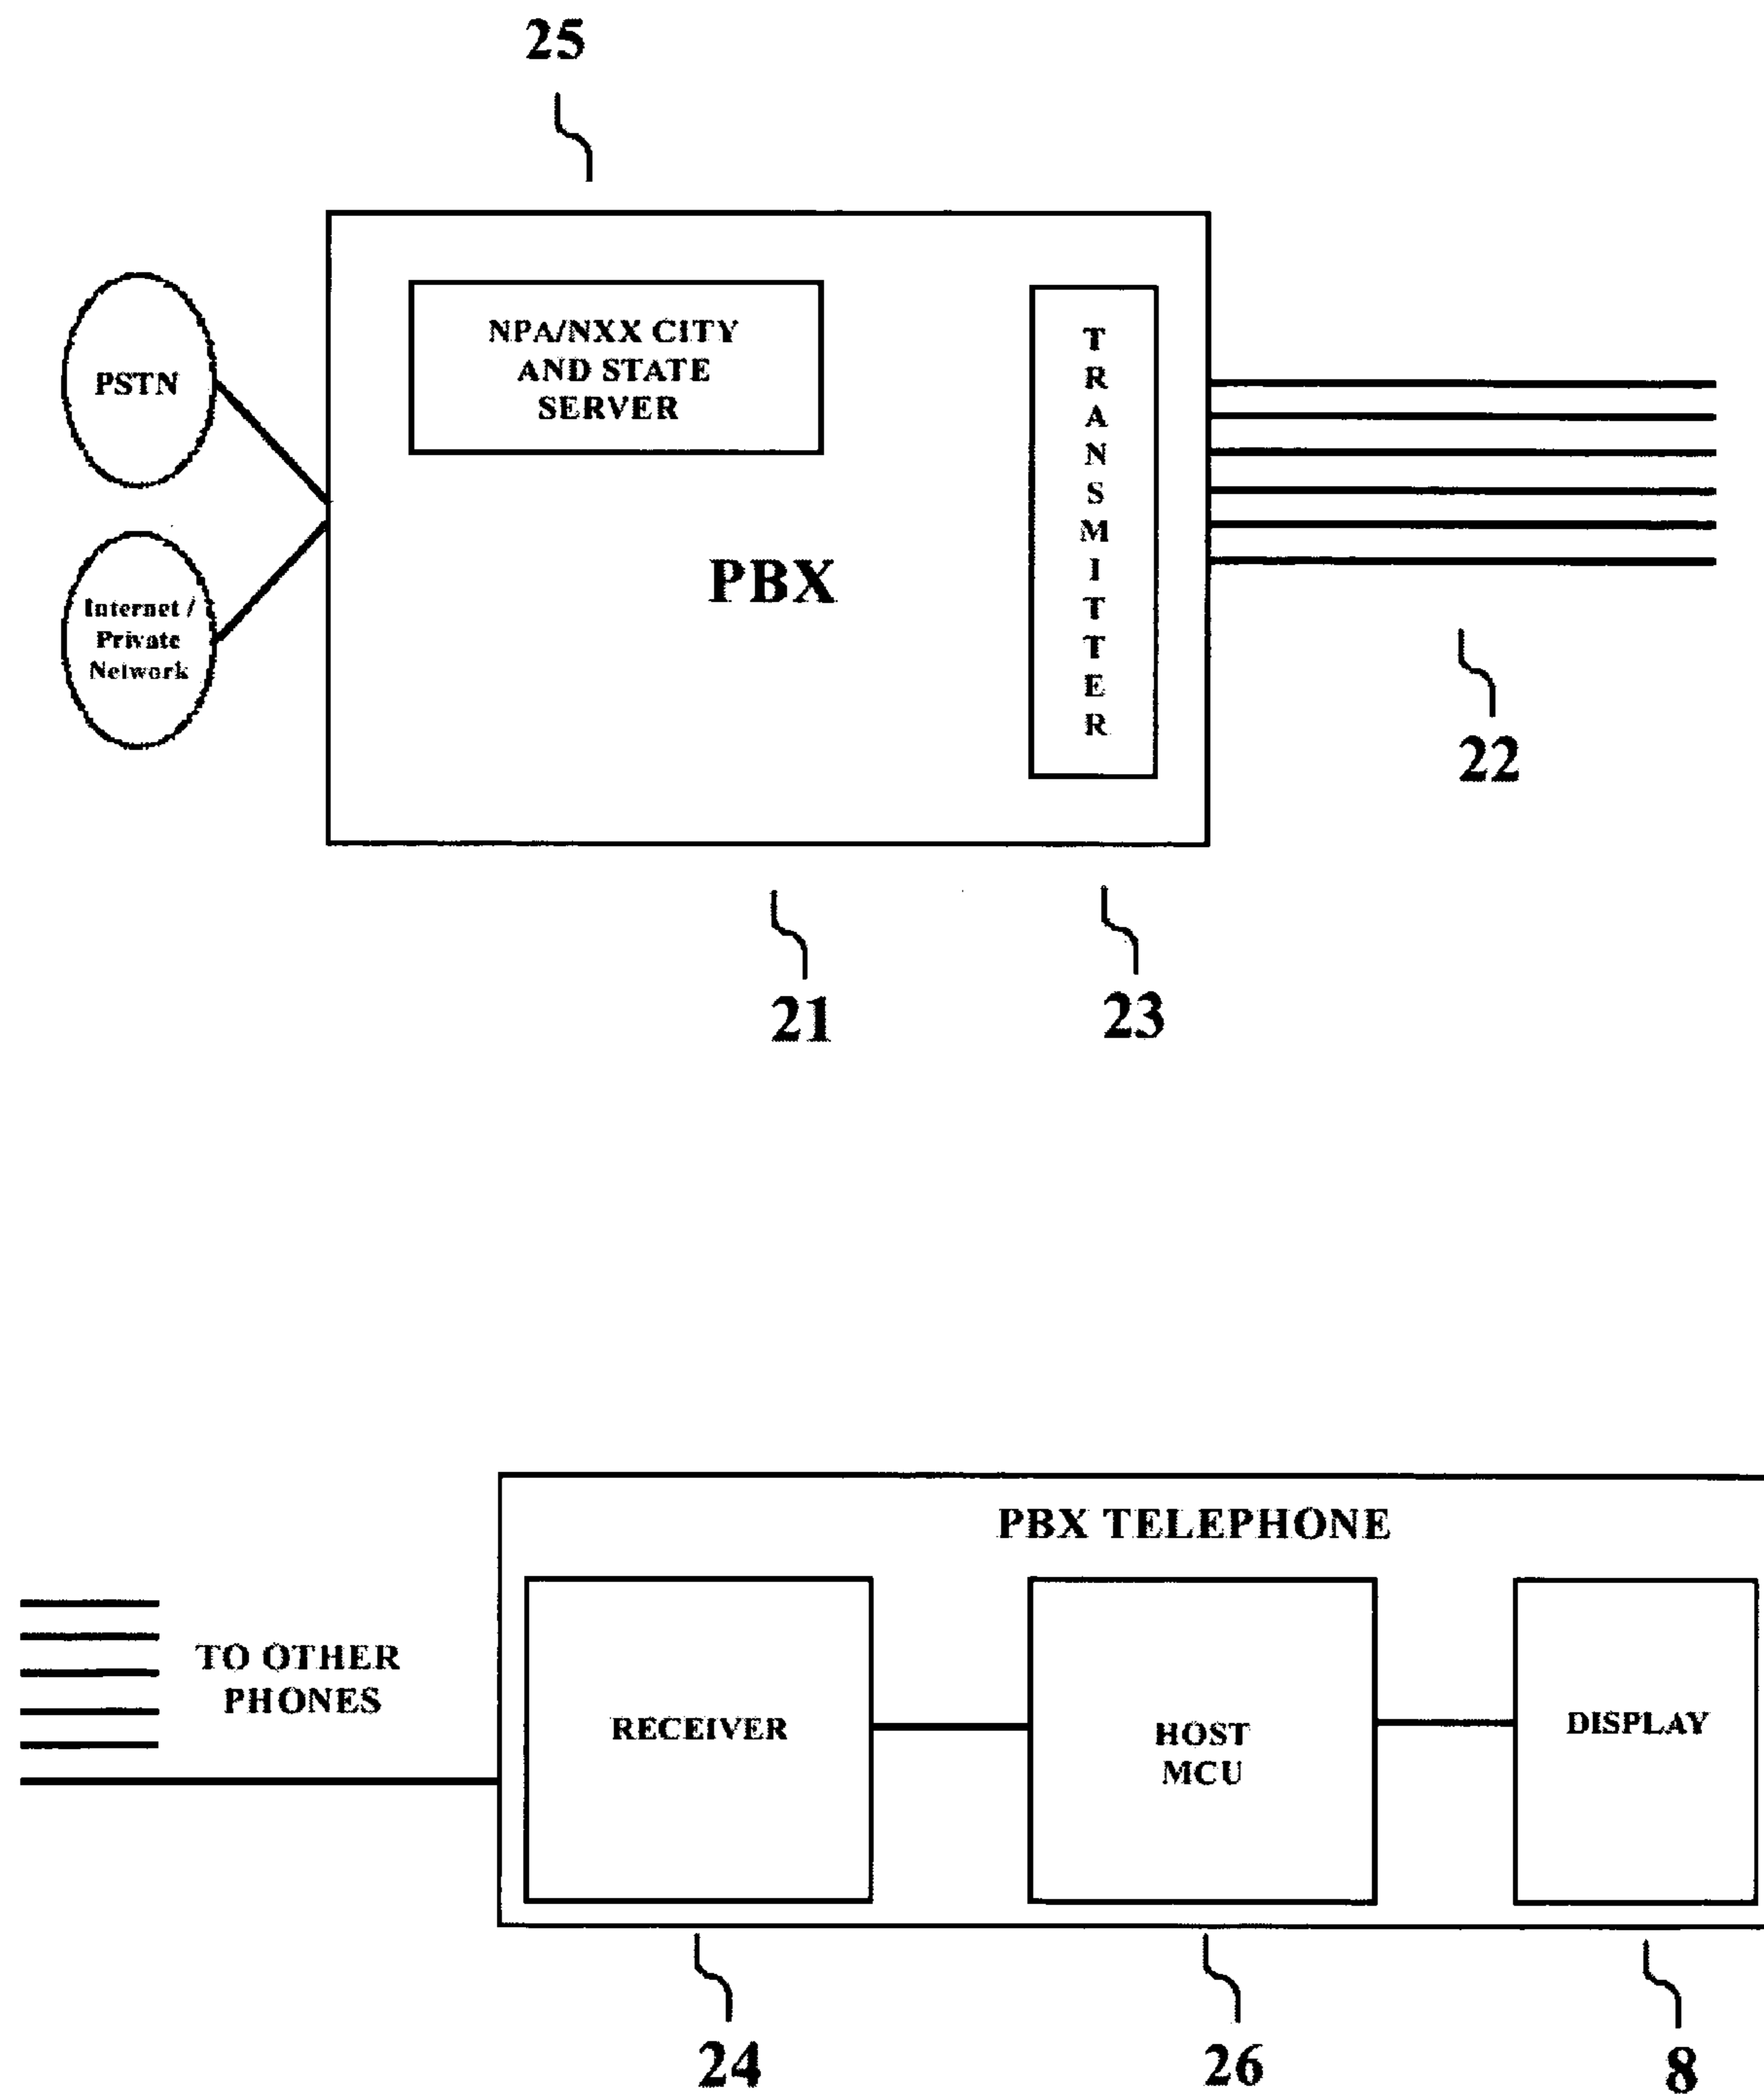 25
NPA/NXX CITY
AND STATE
SERVER
PSTN
Internet /
Private
Network
PBX
TRANSMITTER
22
21
23
PBX TELEPHONE
TO OTHER
PHONES
RECEIVER
HOST
MCU
DISPLAY
24
26
8